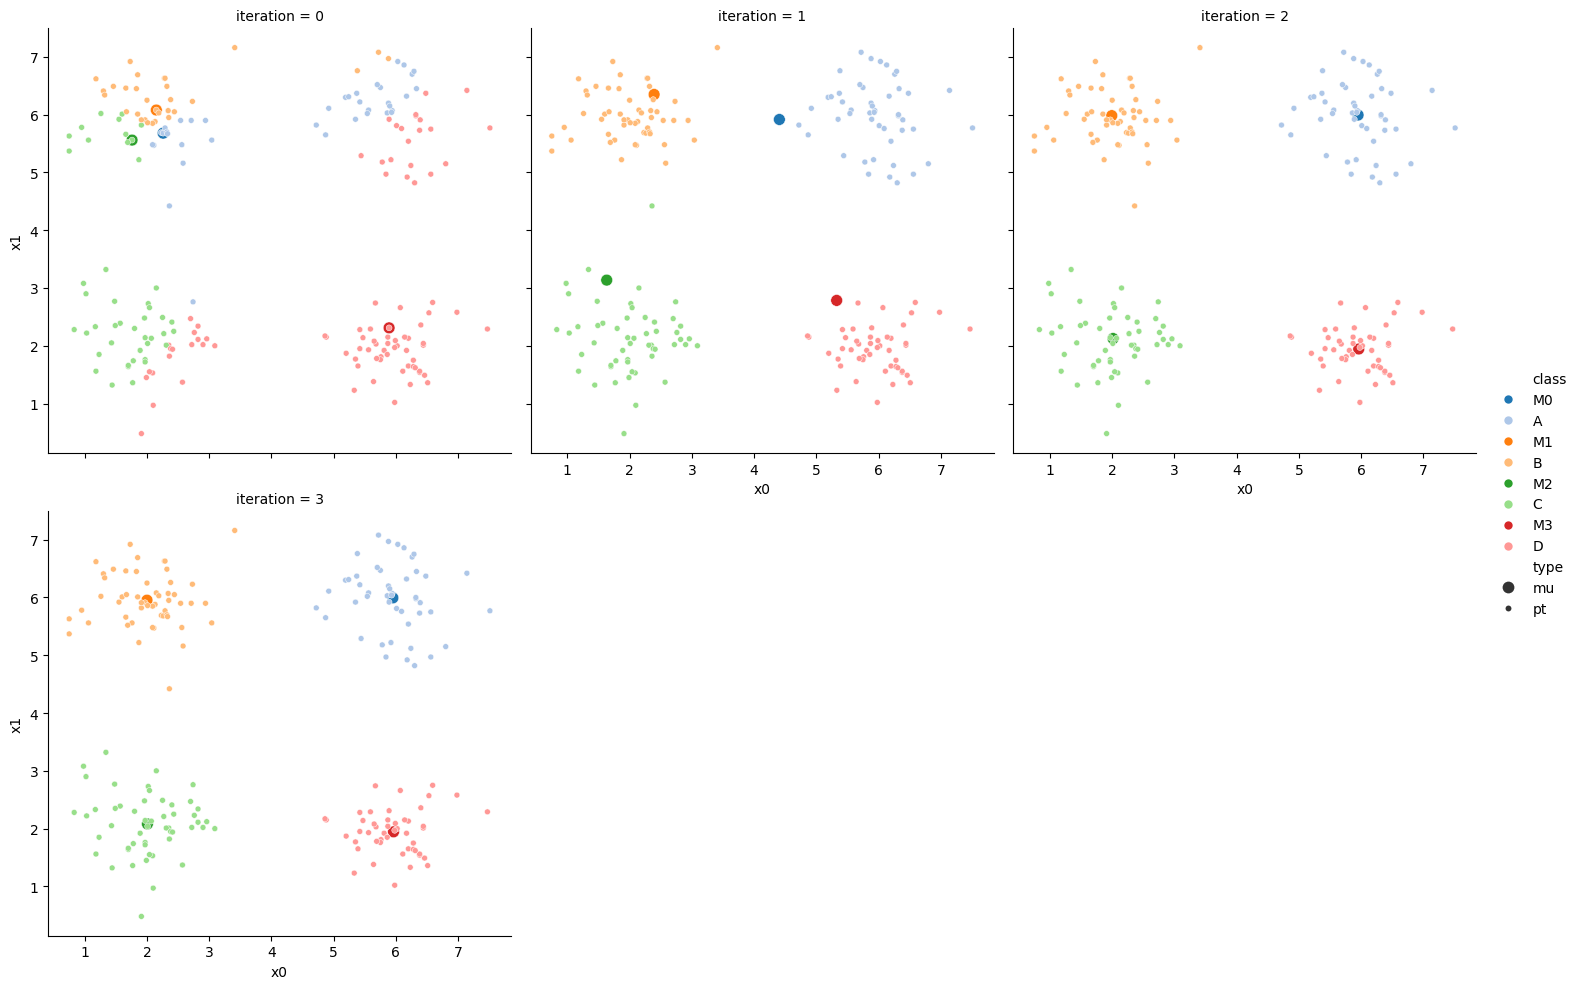 iteration = 0
iteration = 1
iteration = 2
7
6
5
4
3
2
1
x1
1 2 3 4 5 6 7
x0
1 2 3 4 5 6 7
x0
iteration = 3
7
6
5
4
3
2
1
x1
1 2 3 4 5 6 7
x0
class
M0
A
M1
B
M2
C
M3
D
type
mu
pt